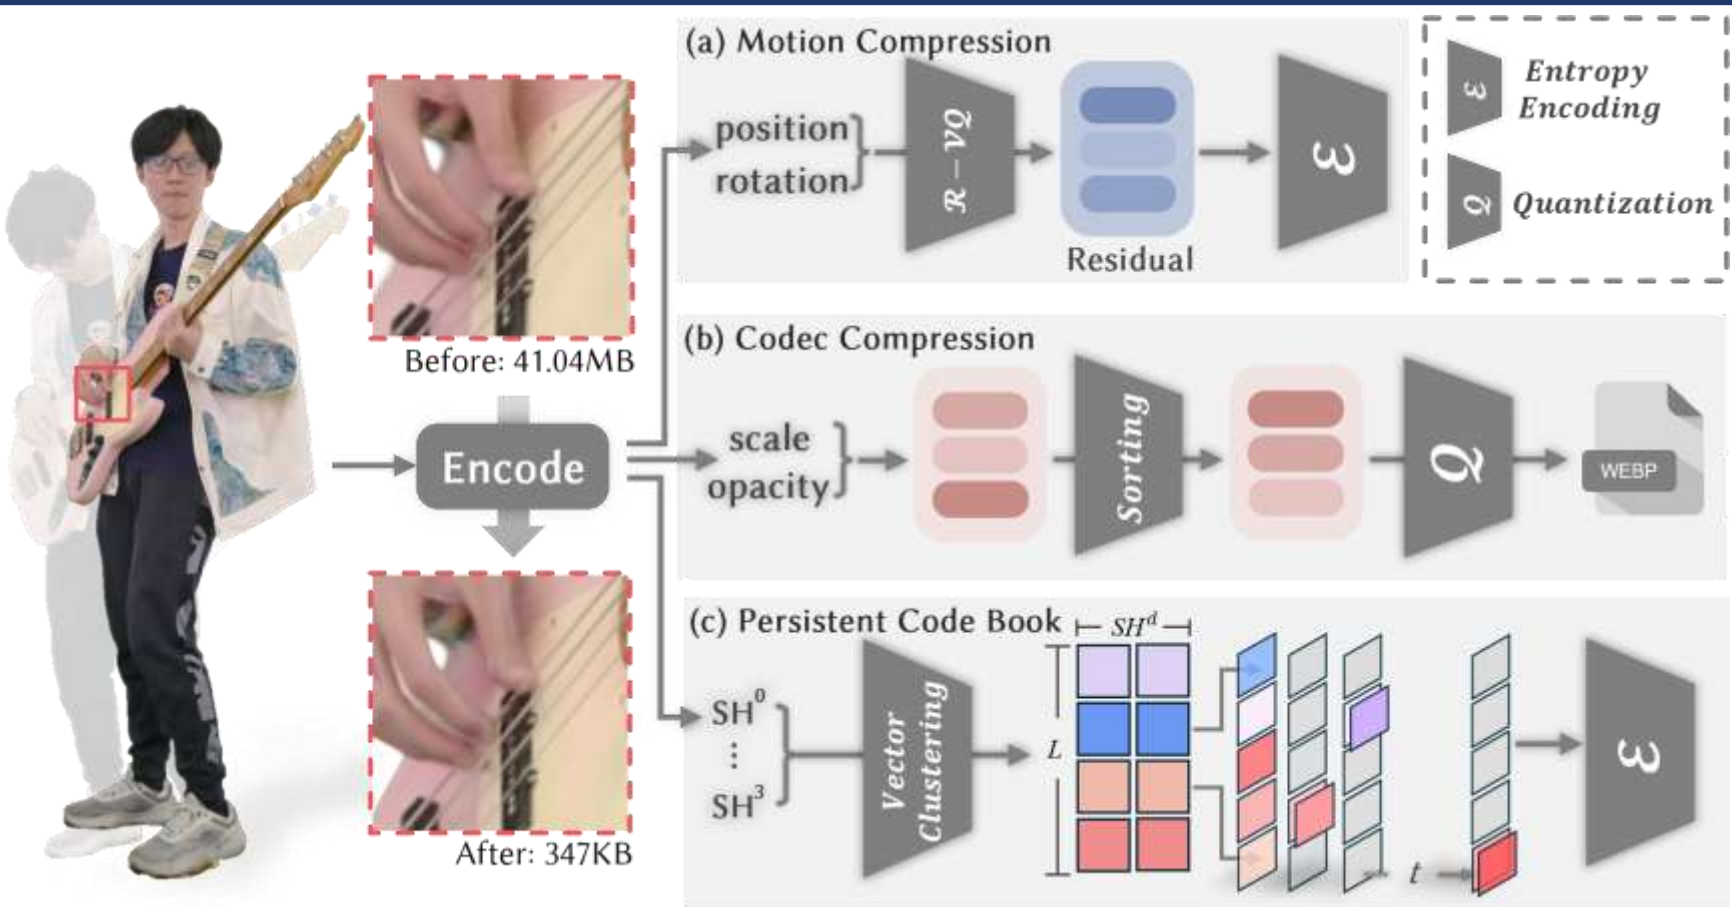 (a) Motion Compression
position
rotation
R - VQ
Residual
ℰ
ℰ
Entropy
Encoding
Q
Quantization
Before: 41.04MB
Encode
After: 347KB
(b) Codec Compression
scale
opacity
Sorting
Q
WEBP
(c) Persistent Code Book
SH^d
L
SH^0
⋮
SH^3
Vector
Clustering
t
ℰ